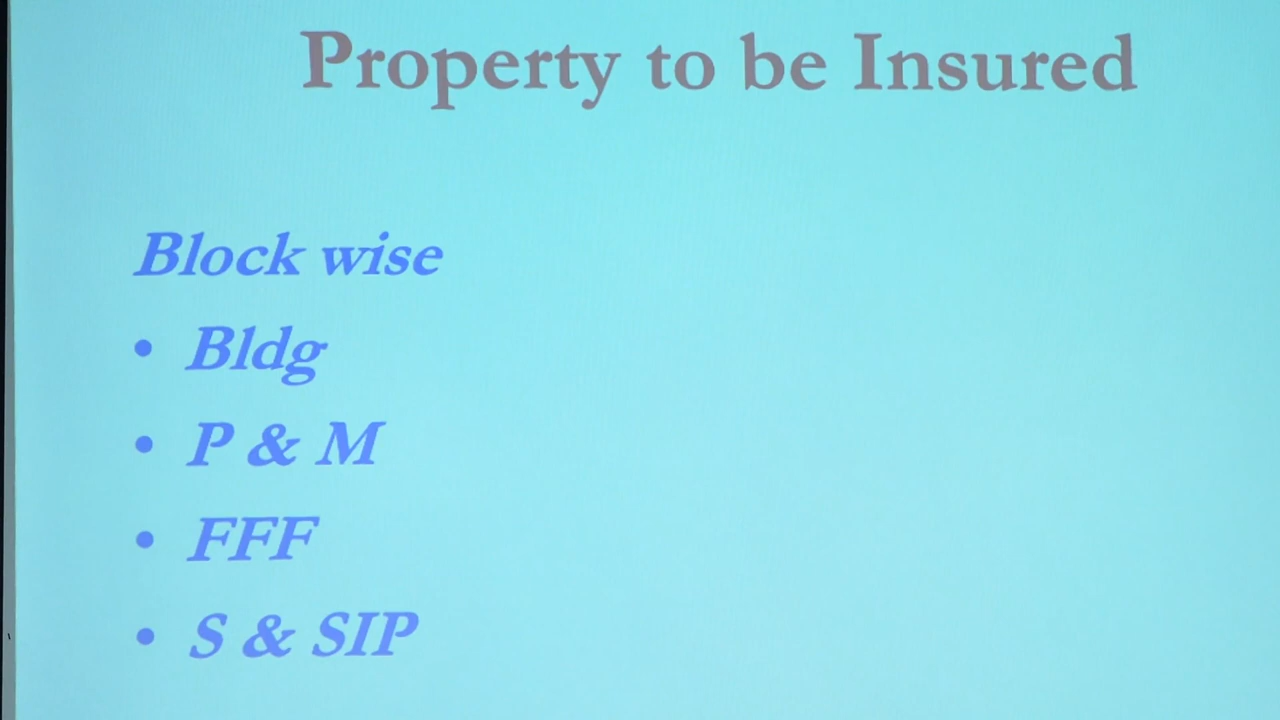 Property to be Insured
Block wise
• Bldg
• P & M
• FFF
• S & SIP